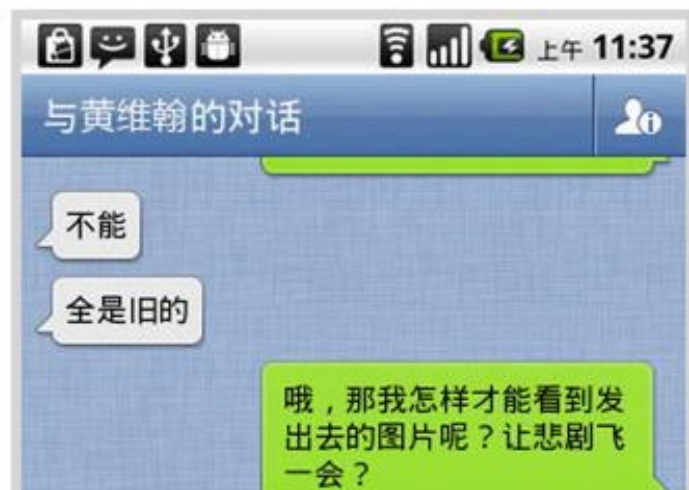 上午 11:37
与黄维翰的对话
不能
全是旧的
哦，那我怎样才能看到发
出去的图片呢？让悲剧飞
一会？